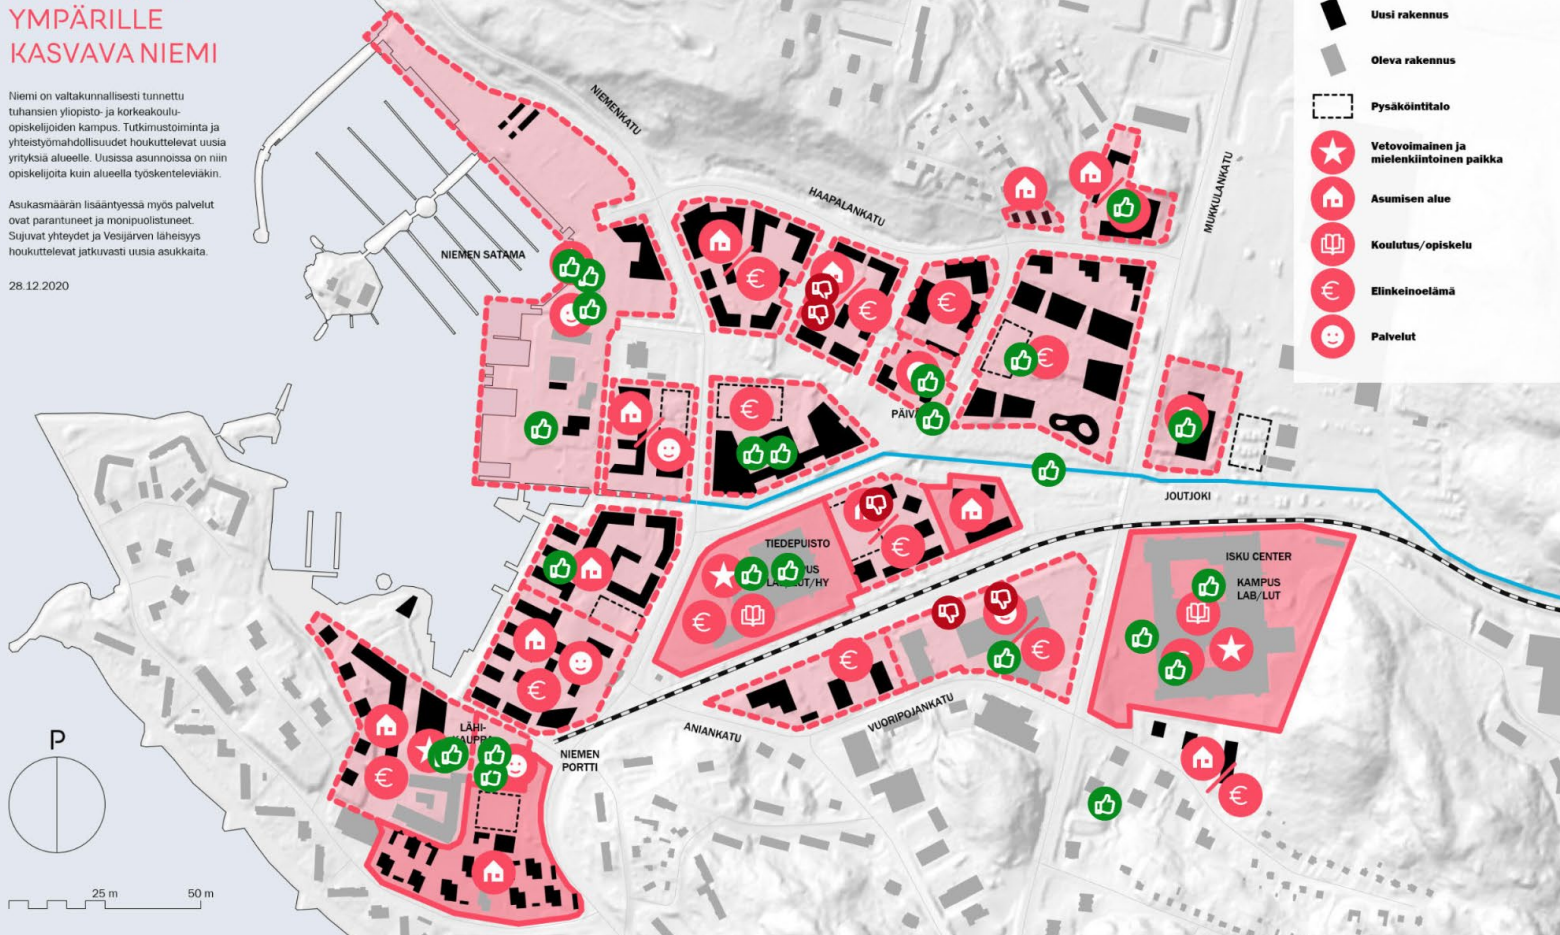 YMPÄRILLE
KASVAVA NIEMI
Niemi on valtakunnallisesti tunnettu
tuhansien yliopisto- ja korkeakoulu-
opiskelijoiden kampus. Tutkimustoiminta ja
yhteistyömahdollisuudet houkuttelevat uusia
yrityksiä alueelle. Uusissa asunnoissa on niin
opiskelijoita kuin alueella työskenteleviäkin.
Asukasmäärän lisääntyessä myös palvelut
ovat parantuneet ja monipuolistuneet.
Sujuvat yhteydet ja Vesijärven läheisyys
houkuttelevat jatkuvasti uusia asukkaita.
28.12.2020
Uusi rakennus
Oleva rakennus
Pysäköintitalo
Vetovoimainen ja
mielenkiintoinen paikka
Asumisen alue
Koulutus/opiskelu
Elinkeinoelämä
Palvelut
NIEMENKATU
HAAPALANKATU
MUKKULANKATU
NIEMEN SATAMA
JOUTJOKI
TIEDEPUISTO
ISKU CENTER
KAMPUS
LAB/LUT
VUORIPOJANKATU
ANIANKATU
NIEMEN
PORTTI
LÄHI-
P
25 m
50 m